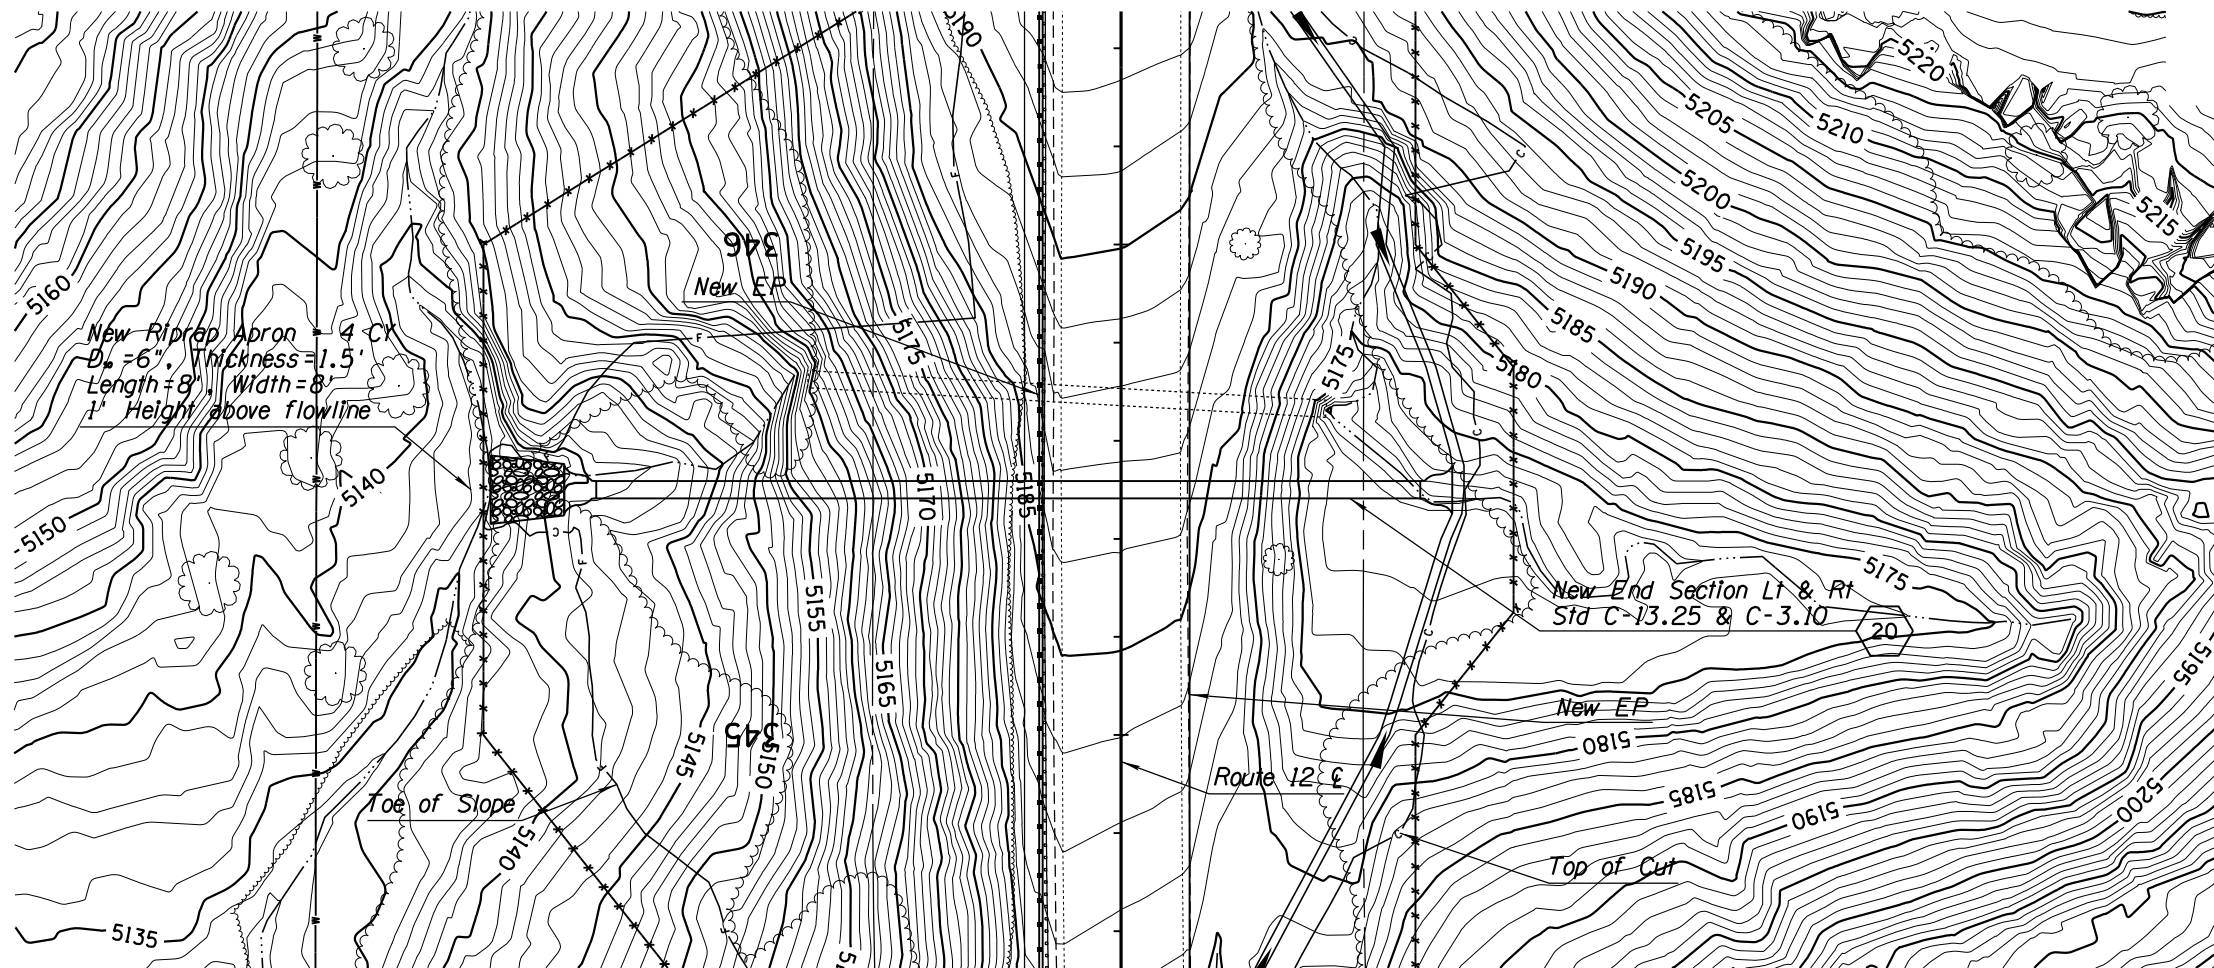 5190
5220
5205
5210
5200
5215
346
New EP
5195
5160
5190
5185
5175
New Riprap Apron 4 CY
D50=6", Thickness=1.5'
Length=8', Width=8'
1' Height above flowline
5175
5180
5140
5170
5185
5150
5175
5155
New End Section Lt & Rt
Std C-13.25 & C-3.10
20
5165
5195
New EP
345
5145
5150
5180
Route 12 ℄
5185
5200
Toe of Slope
5190
5140
Top of Cut
5135